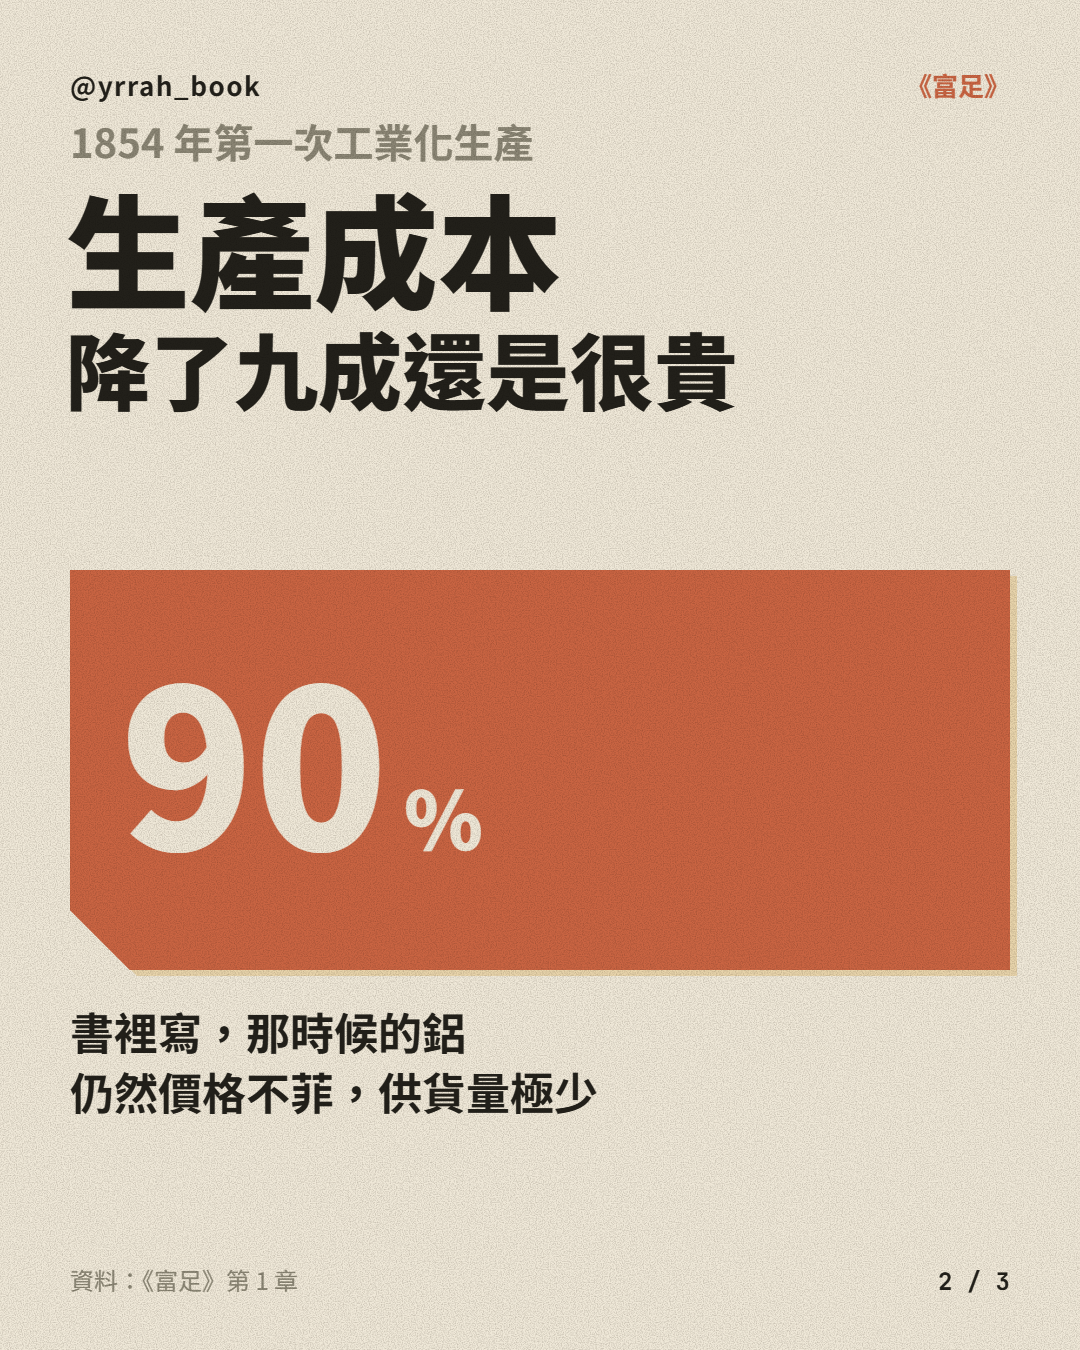 @yrrah_book
《富足》
1854 年第一次工業化生產
生產成本
降了九成還是很貴
90 %
書裡寫，那時候的鋁
仍然價格不菲，供貨量極少
資料：《富足》第 1 章
2 / 3